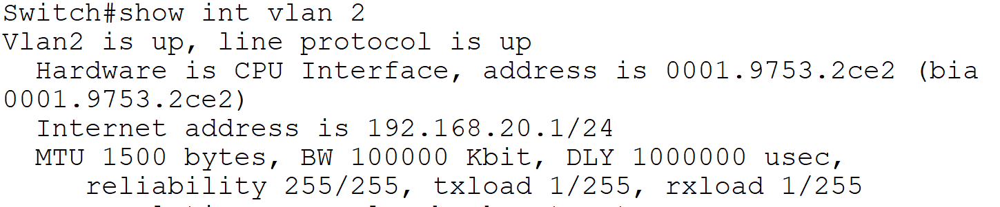 Switch#show int vlan 2
Vlan2 is up, line protocol is up
Hardware is CPU Interface, address is 0001.9753.2ce2 (bia
0001.9753.2ce2)
Internet address is 192.168.20.1/24
MTU 1500 bytes, BW 100000 Kbit, DLY 1000000 usec,
reliability 255/255, txload 1/255, rxload 1/255